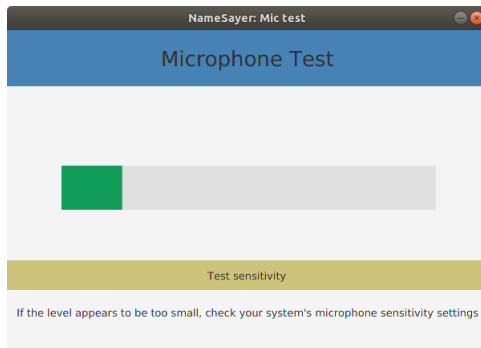 NameSayer: Mic test
Microphone Test
Test sensitivity
If the level appears to be too small, check your system's microphone sensitivity settings